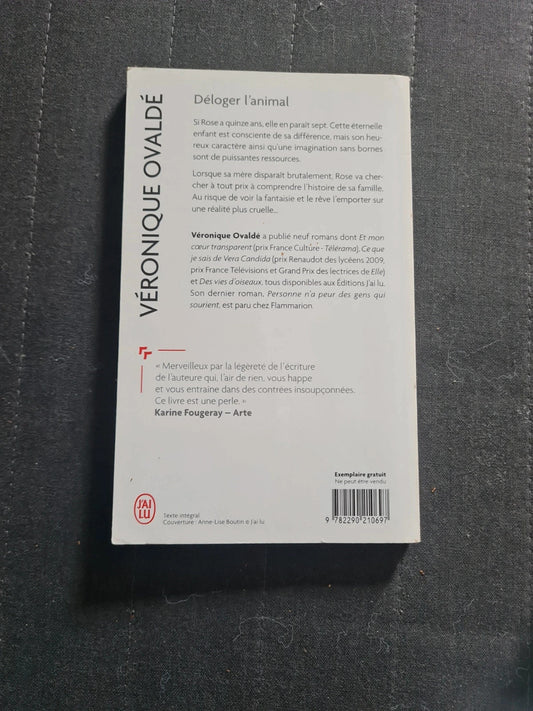 VÉRONIQUE OVALDÉ
Déloger l'animal
Si Rose a quinze ans, elle en paraît sept. Cette éternelle
enfant est consciente de sa différence, mais son heu-
reux caractère ainsi qu'une imagination sans bornes
sont de puissantes ressources.
Lorsque sa mère disparaît brutalement, Rose va cher-
cher à tout prix à comprendre l'histoire de sa famille.
Au risque de voir la fantaisie et le rêve l'emporter sur
une réalité plus cruelle...
Véronique Ovaldé a publié neuf romans dont Et mon
cœur transparent (prix France Culture - Télérama), Ce que
je sais de Vera Candida (prix Renaudot des lycéens 2009,
prix France Télévisions et Grand Prix des lectrices de Elle)
et Des vies d'oiseaux, tous disponibles aux Éditions J'ai lu.
Son dernier roman, Personne n'a peur des gens qui
sourient, est paru chez Flammarion.
« Merveilleux par la légèreté de l'écriture
de l'auteure qui, l'air de rien, vous happe
et vous entraîne dans des contrées insoupçonnées.
Ce livre est une perle. »
Karine Fougeray – Arte
Exemplaire gratuit
Ne peut être vendu
9 782290 210697
J'AI
LU
Texte intégral
Couverture : Anne-Lise Boutin © J'ai lu